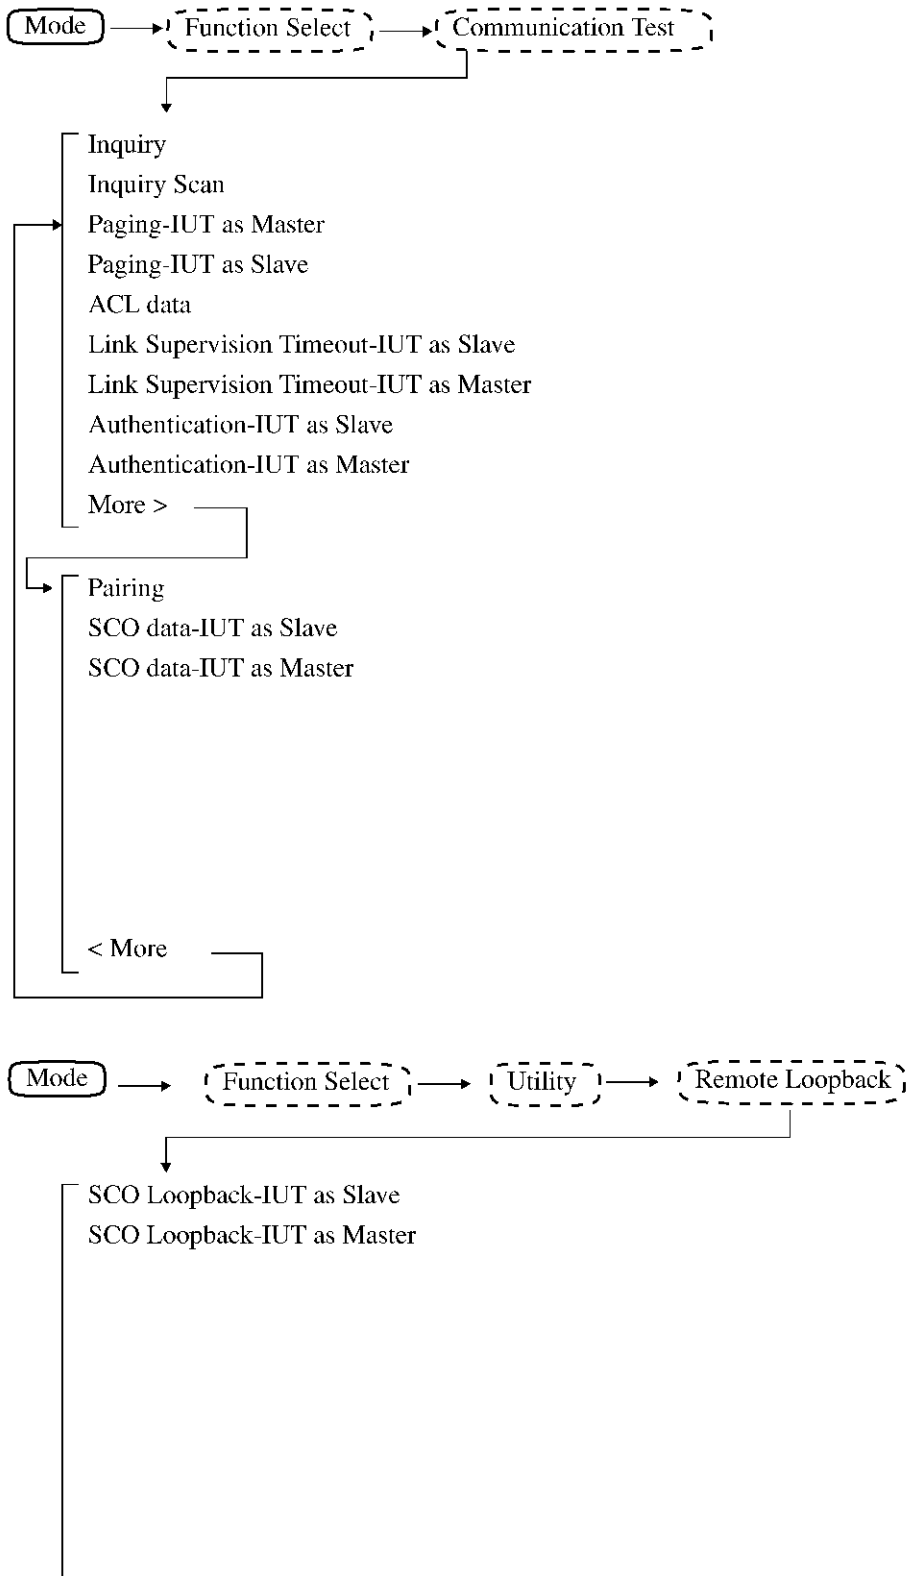 Mode Function Select Communication Test
Inquiry
Inquiry Scan
Paging-IUT as Master
Paging-IUT as Slave
ACL data
Link Supervision Timeout-IUT as Slave
Link Supervision Timeout-IUT as Master
Authentication-IUT as Slave
Authentication-IUT as Master
More >
Pairing
SCO data-IUT as Slave
SCO data-IUT as Master
< More
Mode Function Select Utility Remote Loopback
SCO Loopback-IUT as Slave
SCO Loopback-IUT as Master